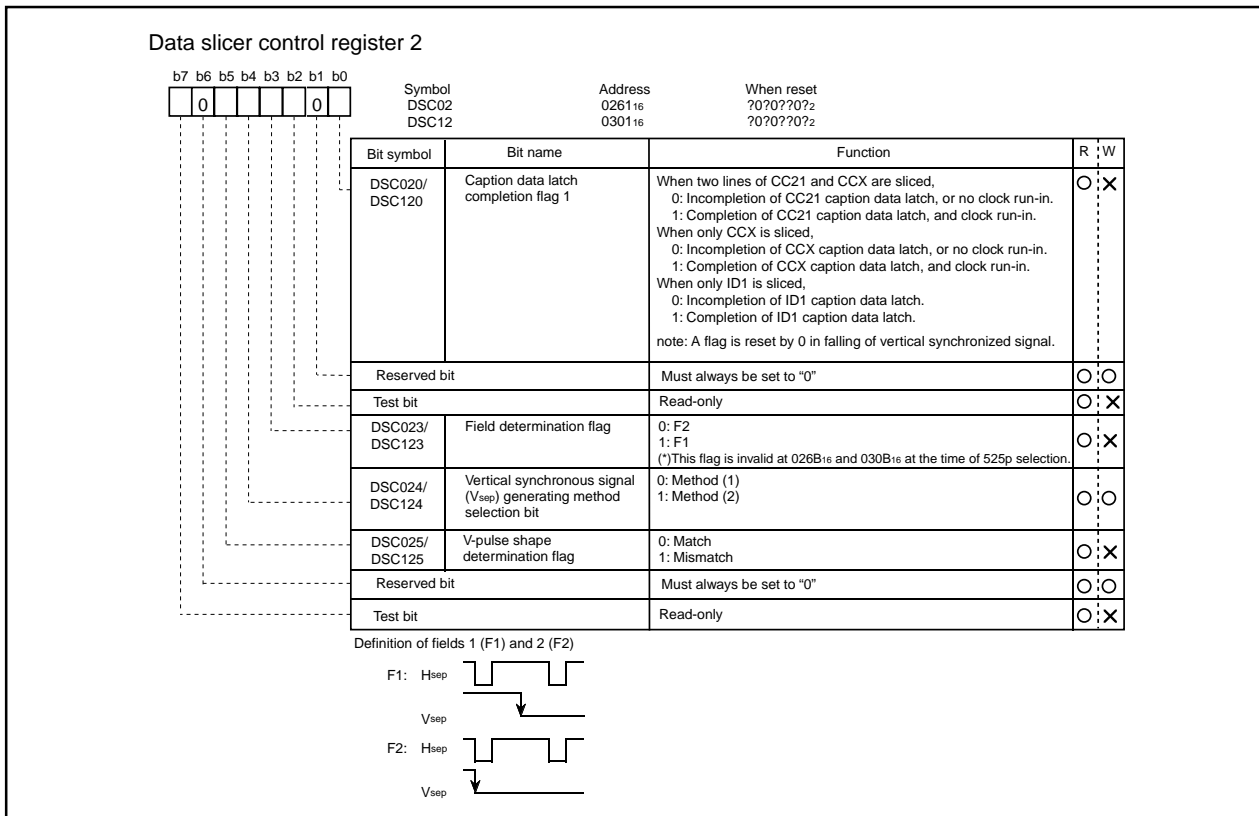 Data slicer control register 2
b7 b6 b5 b4 b3 b2 b1 b0
0 0
Symbol Address When reset
DSC02 026116 ?0?0??0?2
DSC12 030116 ?0?0??0?2
Bit symbol Bit name Function R W
DSC020/
DSC120
Caption data latch
completion flag 1
When two lines of CC21 and CCX are sliced,
0: Incompletion of CC21 caption data latch, or no clock run-in.
1: Completion of CC21 caption data latch, and clock run-in.
When only CCX is sliced,
0: Incompletion of CCX caption data latch, or no clock run-in.
1: Completion of CCX caption data latch, and clock run-in.
When only ID1 is sliced,
0: Incompletion of ID1 caption data latch.
1: Completion of ID1 caption data latch.
note: A flag is reset by 0 in falling of vertical synchronized signal.
Reserved bit Must always be set to “0”
Test bit Read-only
DSC023/
DSC123
Field determination flag
0: F2
1: F1
(*)This flag is invalid at 026B16 and 030B16 at the time of 525p selection.
DSC024/
DSC124
Vertical synchronous signal
(Vsep) generating method
selection bit
0: Method (1)
1: Method (2)
DSC025/
DSC125
V-pulse shape
determination flag
0: Match
1: Mismatch
Reserved bit Must always be set to “0”
Test bit Read-only
Definition of fields 1 (F1) and 2 (F2)
F1: Hsep
Vsep
F2: Hsep
Vsep